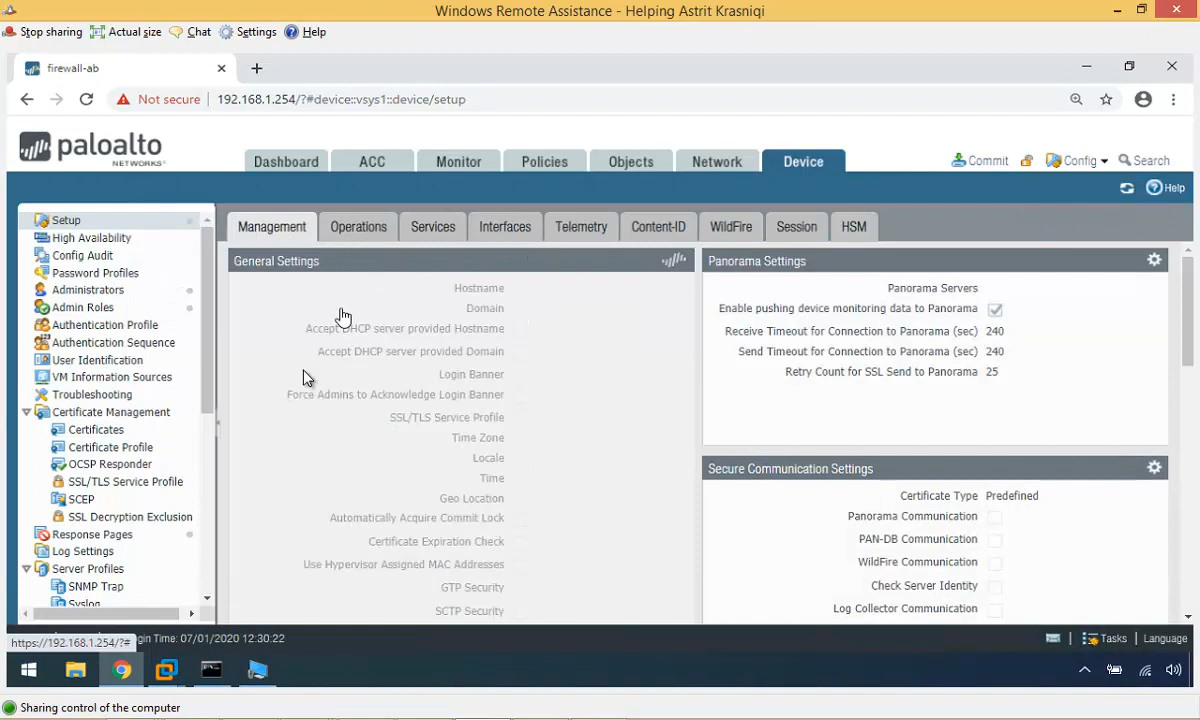 Windows Remote Assistance - Helping Astrit Krasniqi
Stop sharing Actual size Chat Settings Help
firewall-ab
Not secure 192.168.1.254/?#device::vsys1::device/setup
paloalto
NETWORKS
Dashboard ACC Monitor Policies Objects Network Device
Commit Config Search
Help
Setup
High Availability
Config Audit
Password Profiles
Administrators
Admin Roles
Authentication Profile
Authentication Sequence
User Identification
VM Information Sources
Troubleshooting
Certificate Management
Certificates
Certificate Profile
OCSP Responder
SSL/TLS Service Profile
SCEP
SSL Decryption Exclusion
Response Pages
Log Settings
Server Profiles
SNMP Trap
Syslog
Management Operations Services Interfaces Telemetry Content-ID WildFire Session HSM
General Settings
Hostname
Domain
Accept DHCP server provided Hostname
Accept DHCP server provided Domain
Login Banner
Force Admins to Acknowledge Login Banner
SSL/TLS Service Profile
Time Zone
Locale
Time
Geo Location
Automatically Acquire Commit Lock
Certificate Expiration Check
Use Hypervisor Assigned MAC Addresses
GTP Security
SCTP Security
Panorama Settings
Panorama Servers
Enable pushing device monitoring data to Panorama
Receive Timeout for Connection to Panorama (sec) 240
Send Timeout for Connection to Panorama (sec) 240
Retry Count for SSL Send to Panorama 25
Secure Communication Settings
Certificate Type Predefined
Panorama Communication
PAN-DB Communication
WildFire Communication
Check Server Identity
Log Collector Communication
https://192.168.1.254/?# gin Time: 07/01/2020 12:30:22
Tasks Language
Sharing control of the computer